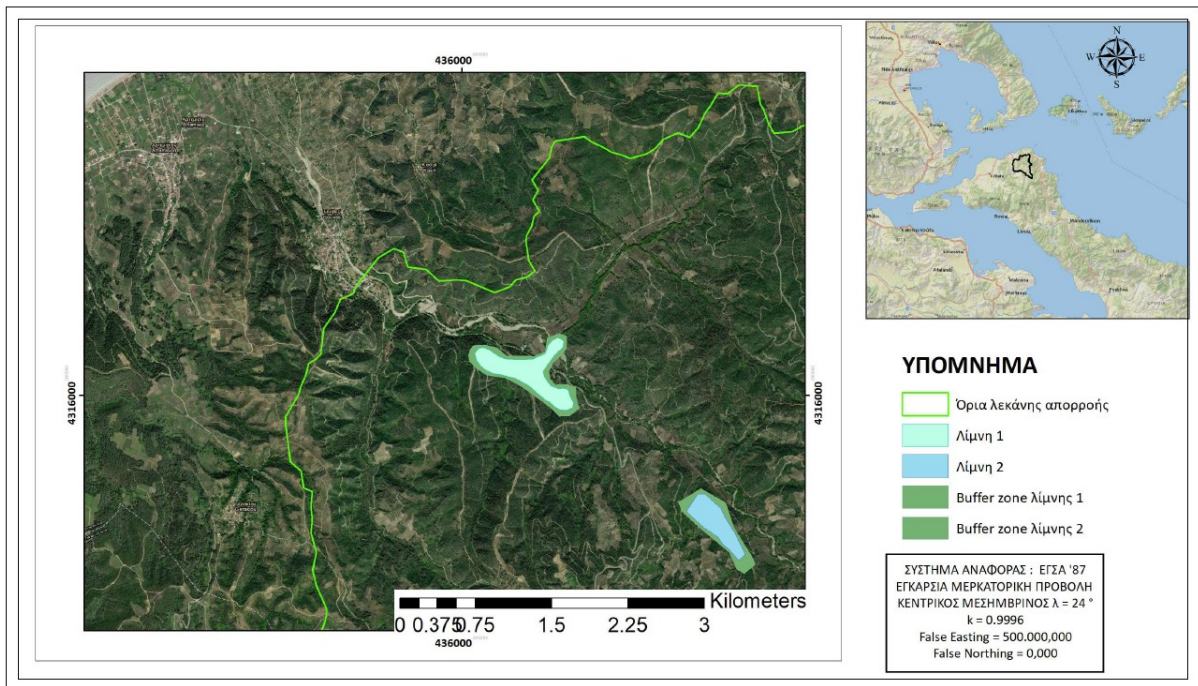 436000
4316000
4316000
436000
Kilometers
0 0.375 0.75 1.5 2.25 3
N
W E
S
ΥΠΟΜΝΗΜΑ
Όρια λεκάνης απορροής
Λίμνη 1
Λίμνη 2
Buffer zone λίμνης 1
Buffer zone λίμνης 2
ΣΥΣΤΗΜΑ ΑΝΑΦΟΡΑΣ : ΕΓΣΑ '87
ΕΓΚΑΡΣΙΑ ΜΕΡΚΑΤΟΡΙΚΗ ΠΡΟΒΟΛΗ
ΚΕΝΤΡΙΚΟΣ ΜΕΣΗΜΒΡΙΝΟΣ λ = 24 °
k = 0.9996
False Easting = 500.000,000
False Northing = 0,000